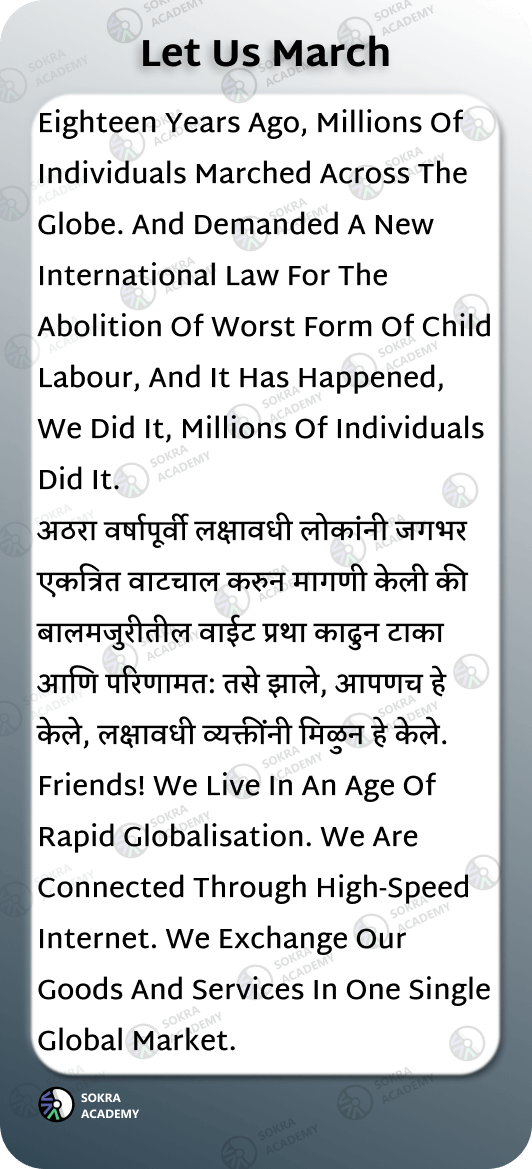 Let Us March
Eighteen Years Ago, Millions Of
Individuals Marched Across The
Globe. And Demanded A New
International Law For The
Abolition Of Worst Form Of Child
Labour, And It Has Happened,
We Did It, Millions Of Individuals
Did It.
अठरा वर्षापूर्वी लक्षावधी लोकांनी जगभर
एकत्रित वाटचाल करुन मागणी केली की
बालमजुरीतील वाईट प्रथा काढुन टाका
आणि परिणामत: तसे झाले, आपणच हे
केले, लक्षावधी व्यक्तींनी मिळुन हे केले.
Friends! We Live In An Age Of
Rapid Globalisation. We Are
Connected Through High-Speed
Internet. We Exchange Our
Goods And Services In One Single
Global Market.
SOKRA
ACADEMY